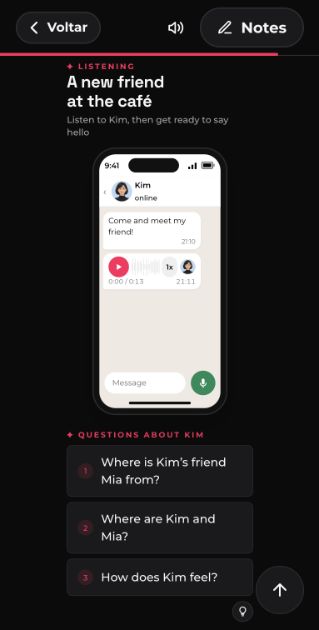 Voltar
Notes
LISTENING
A new friend
at the café
Listen to Kim, then get ready to say
hello
9:41
Kim
online
Come and meet my
friend!
21:10
1x
0:00 / 0:13
21:11
Message
QUESTIONS ABOUT KIM
1
Where is Kim's friend
Mia from?
2
Where are Kim and
Mia?
3
How does Kim feel?